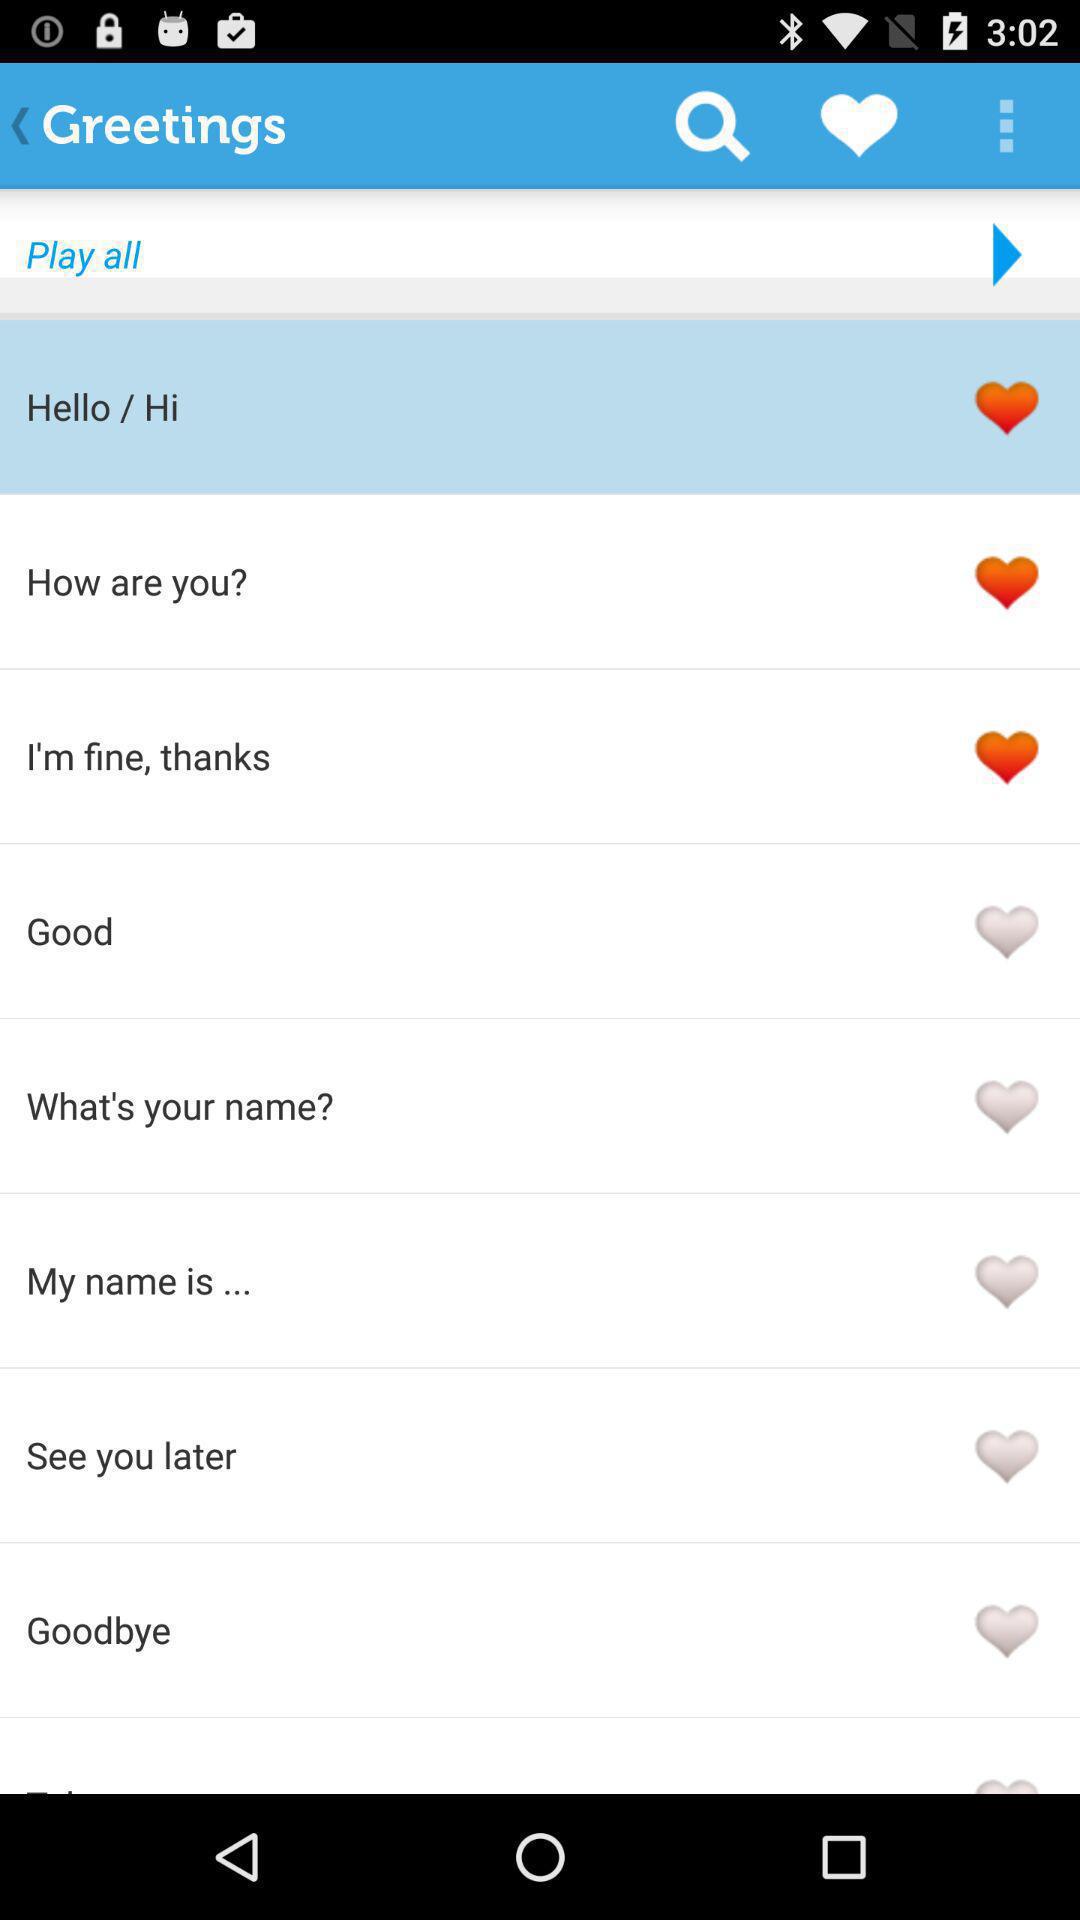 3:02
Greetings
Play all
Hello / Hi
How are you?
I'm fine, thanks
Good
What's your name?
My name is ...
See you later
Goodbye